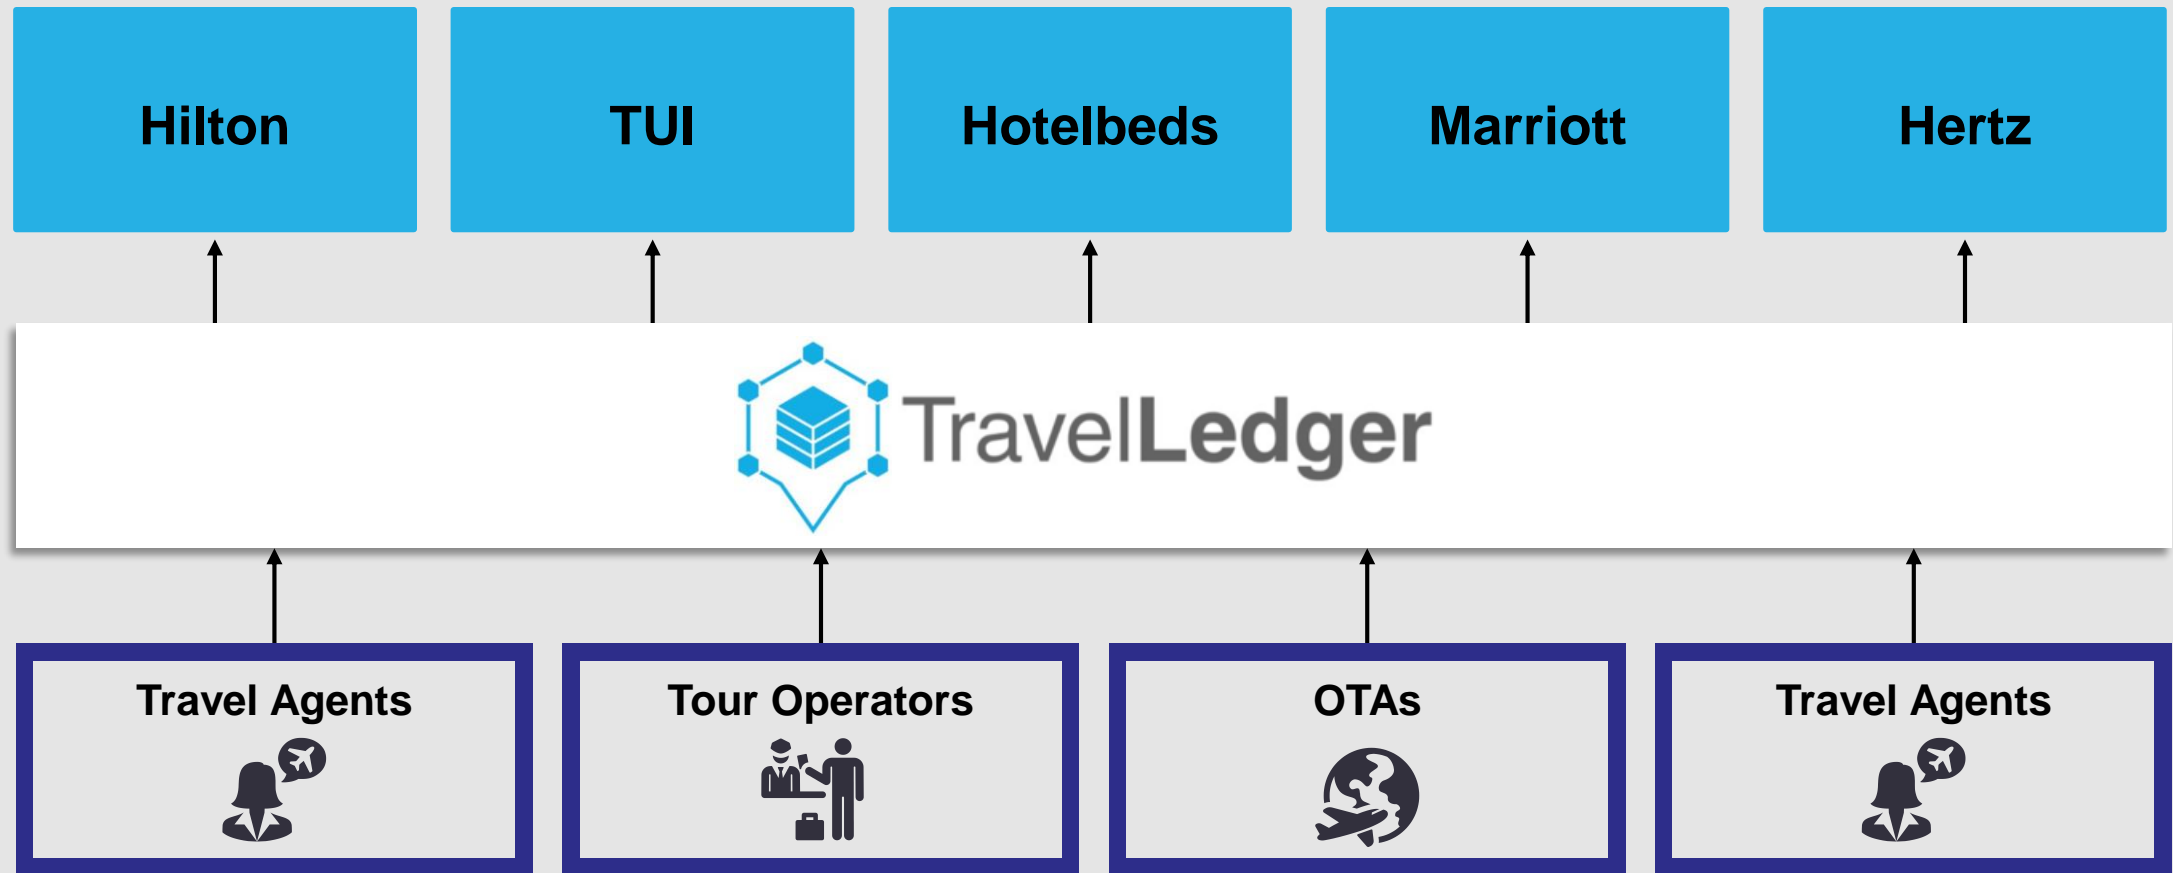 Hilton
TUI
Hotelbeds
Marriott
Hertz
TravelLedger
Travel Agents
Tour Operators
OTAs
Travel Agents